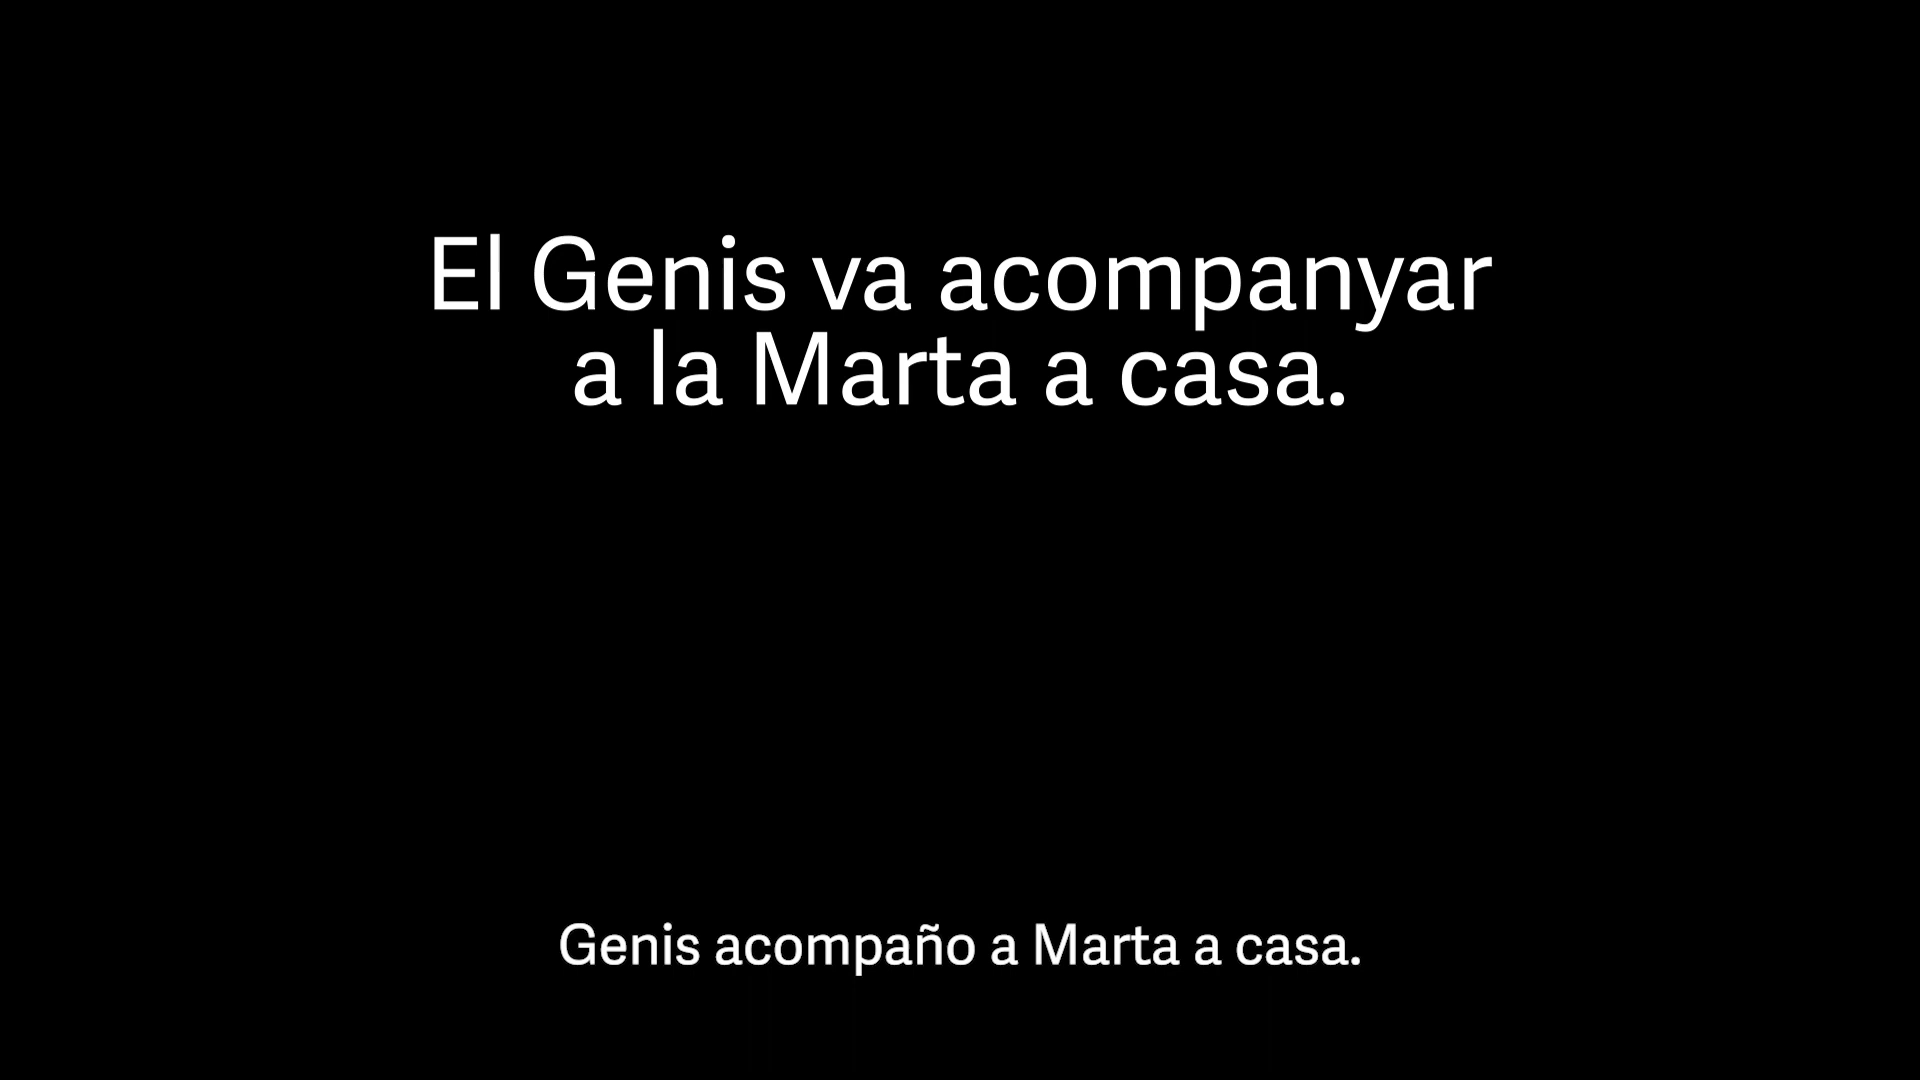 El Genis va acompanyar
a la Marta a casa.
Genis acompaño a Marta a casa.